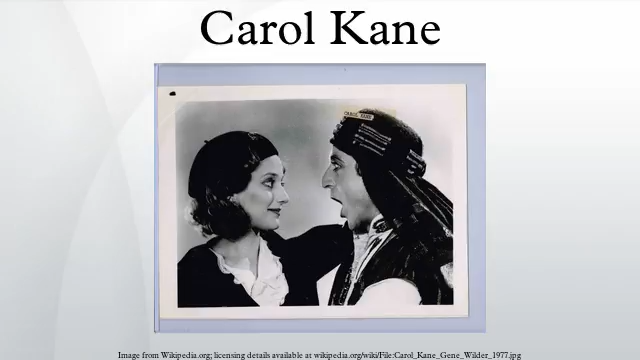 Carol Kane
CAROL KANE
Image from Wikipedia.org; licensing details available at wikipedia.org/wiki/File:Carol_Kane_Gene_Wilder_1977.jpg